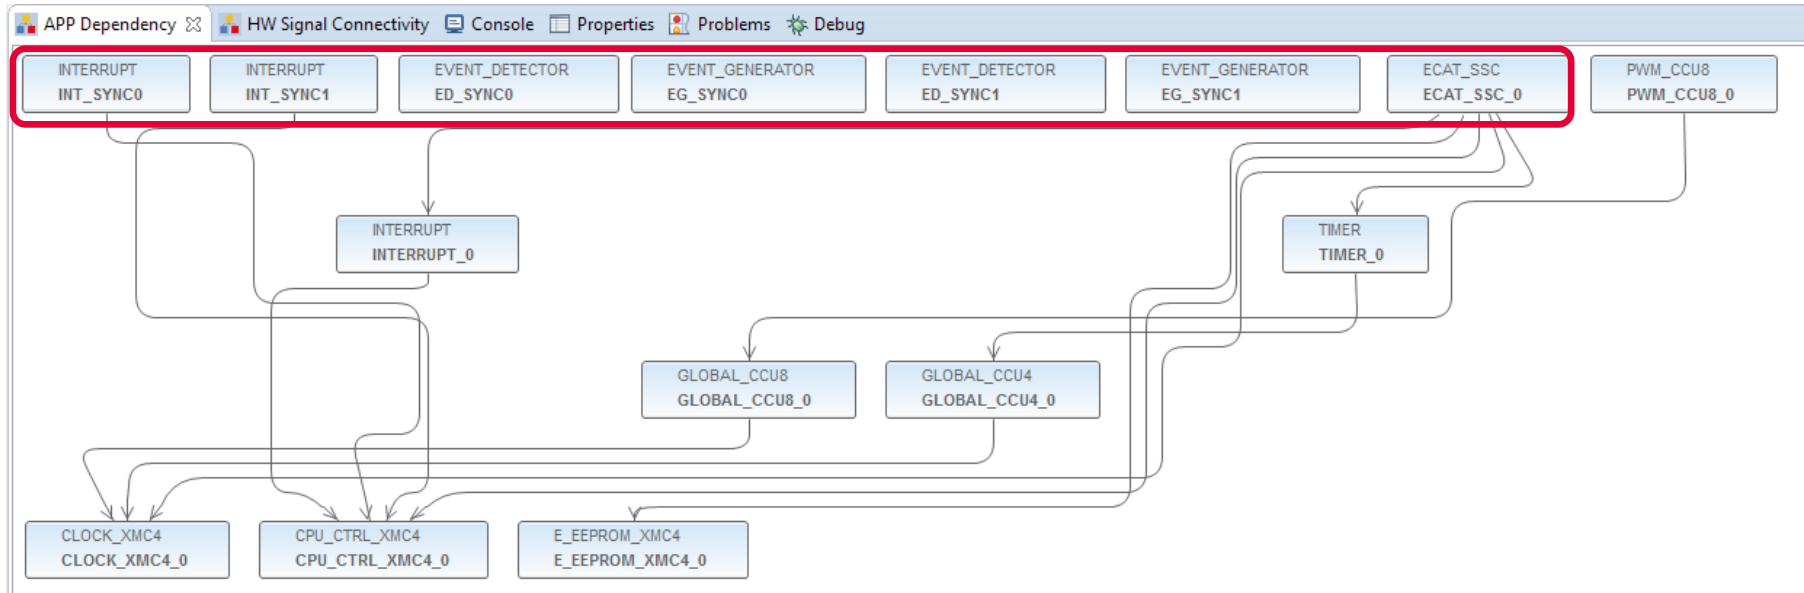 APP Dependency HW Signal Connectivity Console Properties Problems Debug
INTERRUPT
INT_SYNC0
INTERRUPT
INT_SYNC1
EVENT_DETECTOR
ED_SYNC0
EVENT_GENERATOR
EG_SYNC0
EVENT_DETECTOR
ED_SYNC1
EVENT_GENERATOR
EG_SYNC1
ECAT_SSC
ECAT_SSC_0
PWM_CCU8
PWM_CCU8_0
INTERRUPT
INTERRUPT_0
TIMER
TIMER_0
GLOBAL_CCU8
GLOBAL_CCU8_0
GLOBAL_CCU4
GLOBAL_CCU4_0
CLOCK_XMC4
CLOCK_XMC4_0
CPU_CTRL_XMC4
CPU_CTRL_XMC4_0
E_EEPROM_XMC4
E_EEPROM_XMC4_0